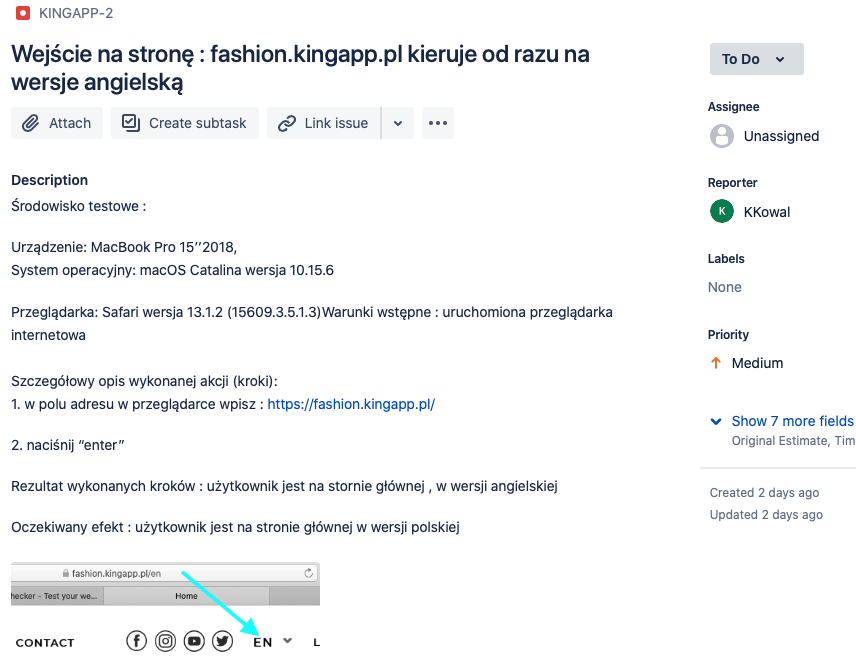 KINGAPP-2
Wejście na stronę : fashion.kingapp.pl kieruje od razu na
wersje angielską
Attach
Create subtask
Link issue
Description
Środowisko testowe :
Urządzenie: MacBook Pro 15’’2018,
System operacyjny: macOS Catalina wersja 10.15.6
Przeglądarka: Safari wersja 13.1.2 (15609.3.5.1.3)Warunki wstępne : uruchomiona przeglądarka
internetowa
Szczegółowy opis wykonanej akcji (kroki):
1. w polu adresu w przeglądarce wpisz : https://fashion.kingapp.pl/
2. naciśnij “enter”
Rezultat wykonanych kroków : użytkownik jest na stornie głównej , w wersji angielskiej
Oczekiwany efekt : użytkownik jest na stronie głównej w wersji polskiej
fashion.kingapp.pl/en
hecker - Test your we...
Home
CONTACT
EN
L
To Do
Assignee
Unassigned
Reporter
K
KKowal
Labels
None
Priority
Medium
Show 7 more fields
Original Estimate, Tim
Created 2 days ago
Updated 2 days ago